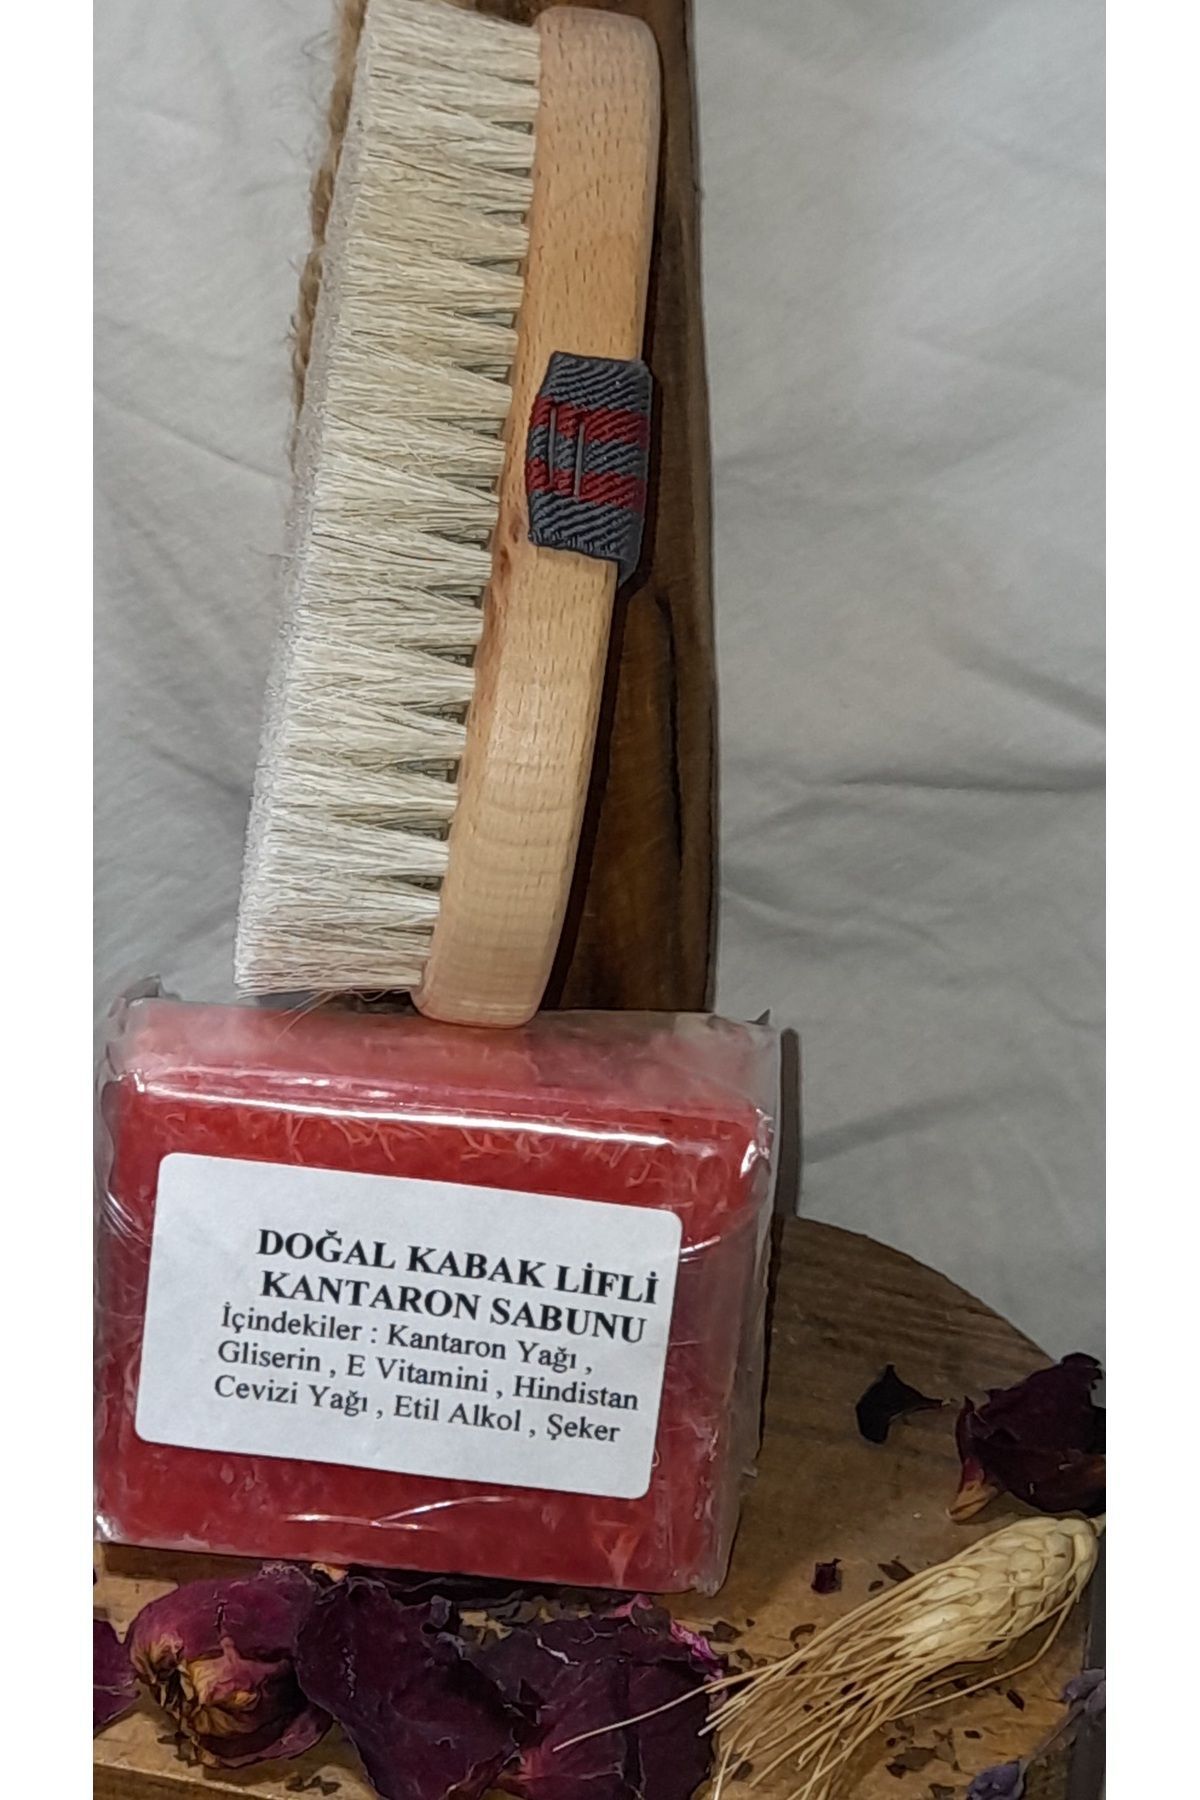 DOĞAL KABAK LİFLİ
KANTARON SABUNU
İçindekiler : Kantaron Yağı ,
Gliserin , E Vitamini , Hindistan
Cevizi Yağı , Etil Alkol , Şeker